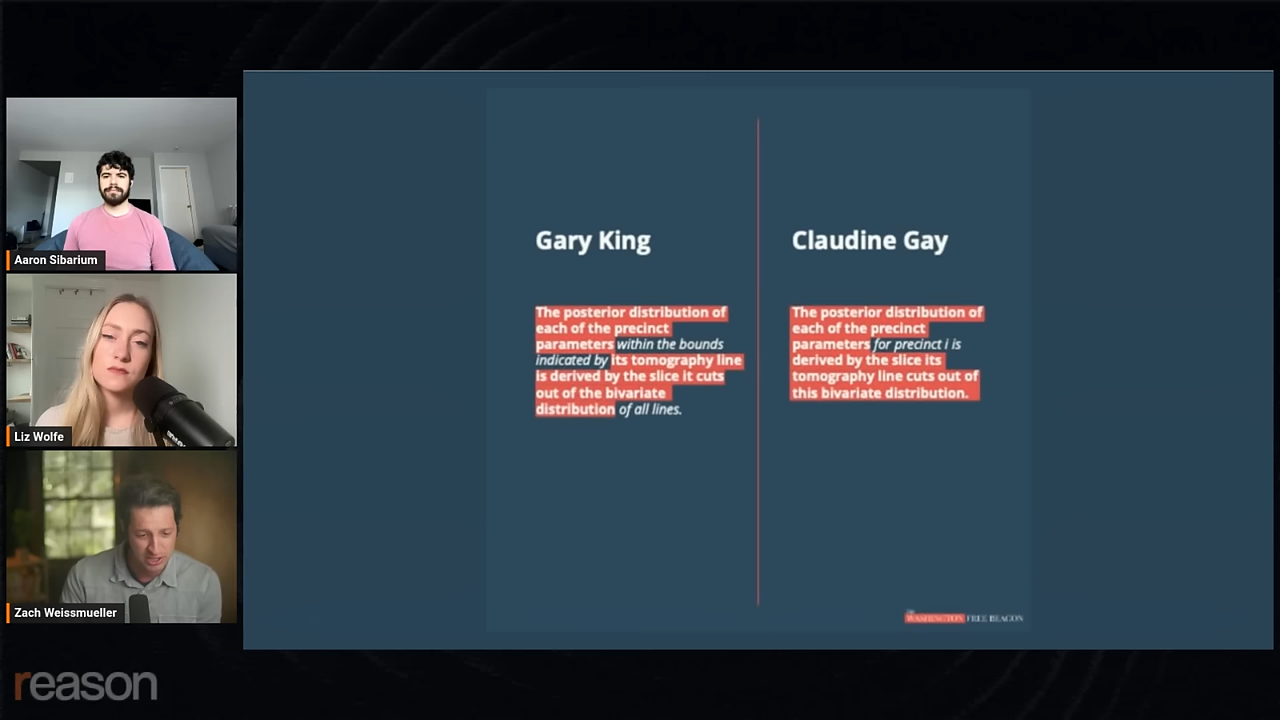 Aaron Sibarium
Liz Wolfe
Zach Weissmueller
reason
Gary King
The posterior distribution of
each of the precinct
parameters within the bounds
indicated by its tomography line
is derived by the slice it cuts
out of the bivariate
distribution of all lines.
Claudine Gay
The posterior distribution of
each of the precinct
parameters for precinct i is
derived by the slice its
tomography line cuts out of
this bivariate distribution.
WASHINGTON FREE BEACON